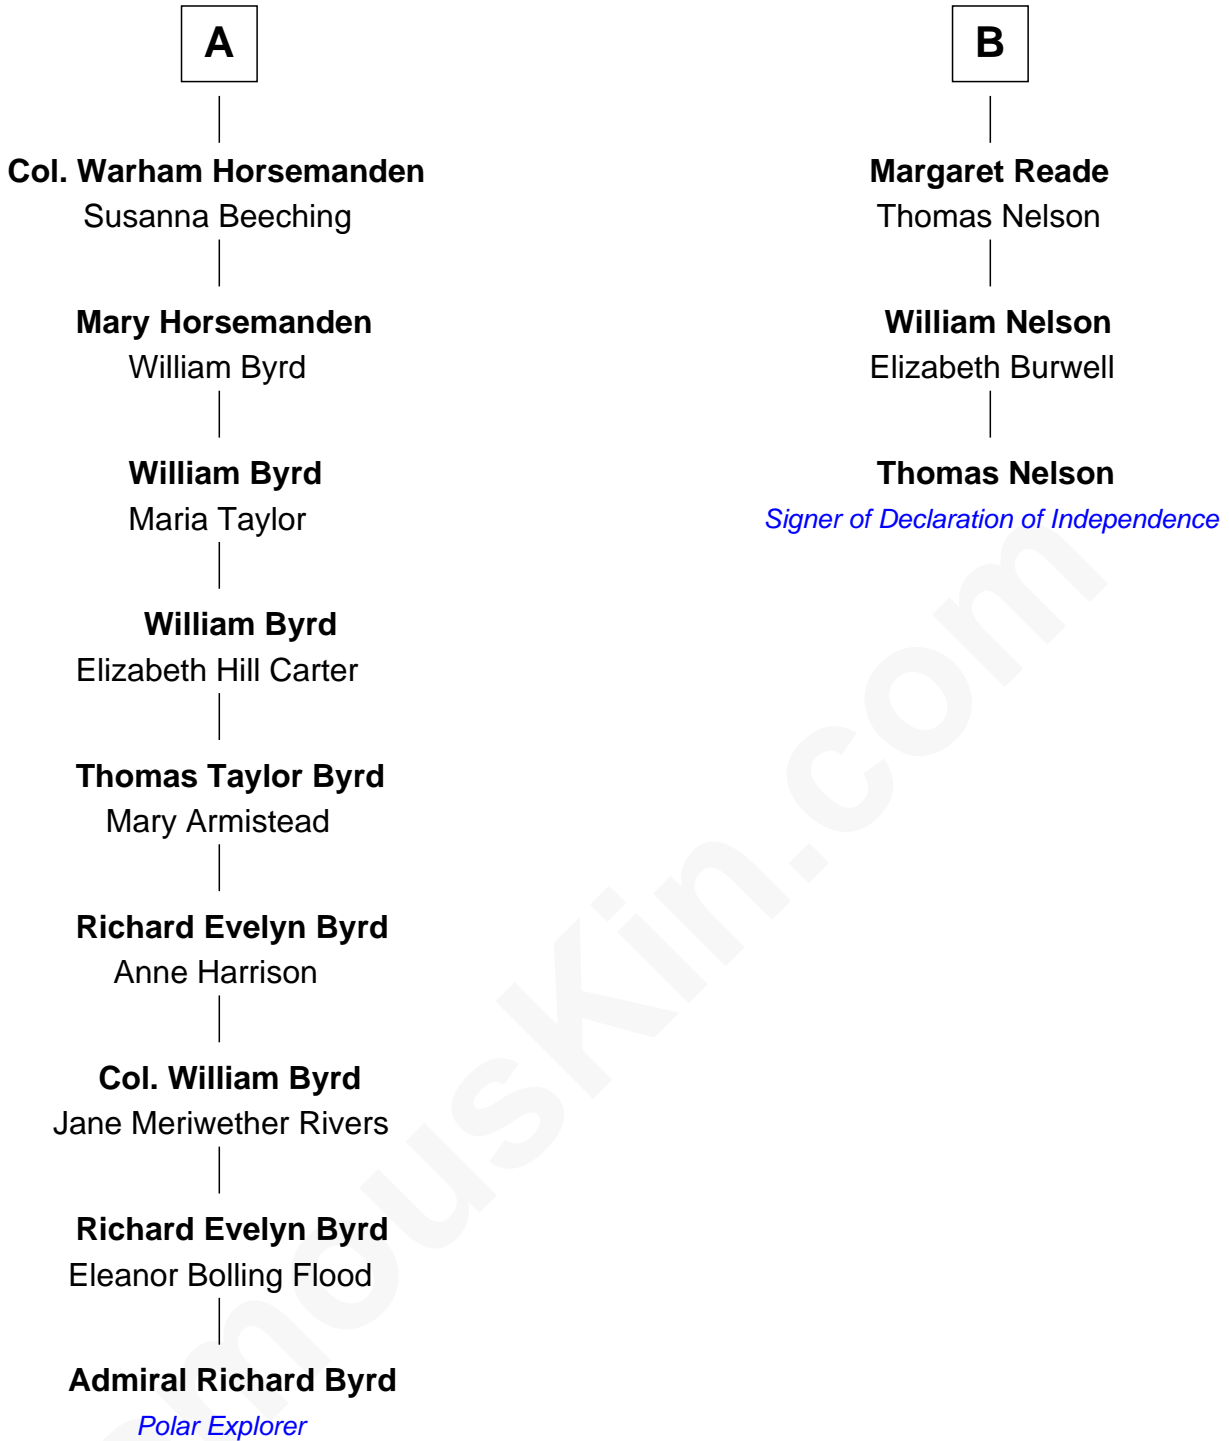 A
Col. Warham Horsemanden
Susanna Beeching
Mary Horsemanden
William Byrd
William Byrd
Maria Taylor
William Byrd
Elizabeth Hill Carter
Thomas Taylor Byrd
Mary Armistead
Richard Evelyn Byrd
Anne Harrison
Col. William Byrd
Jane Meriwether Rivers
Richard Evelyn Byrd
Eleanor Bolling Flood
Admiral Richard Byrd
Polar Explorer
B
Margaret Reade
Thomas Nelson
William Nelson
Elizabeth Burwell
Thomas Nelson
Signer of Declaration of Independence
mousKin.com